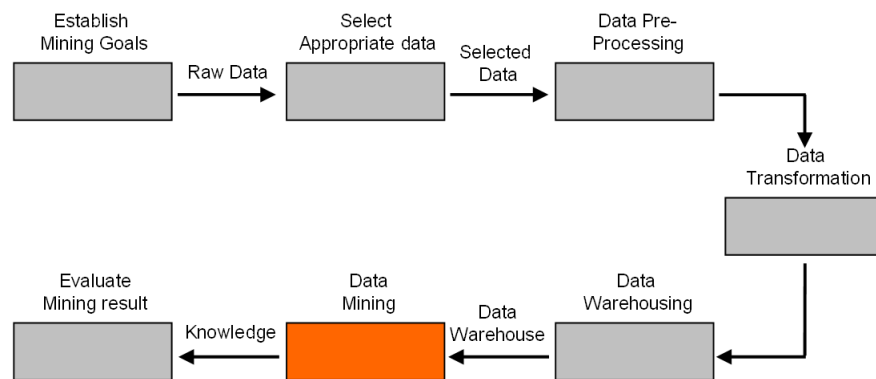 Establish
Mining Goals
Raw Data
Select
Appropriate data
Selected
Data
Data Pre-
Processing
Data
Transformation
Data
Warehousing
Data
Warehouse
Data
Mining
Knowledge
Evaluate
Mining result